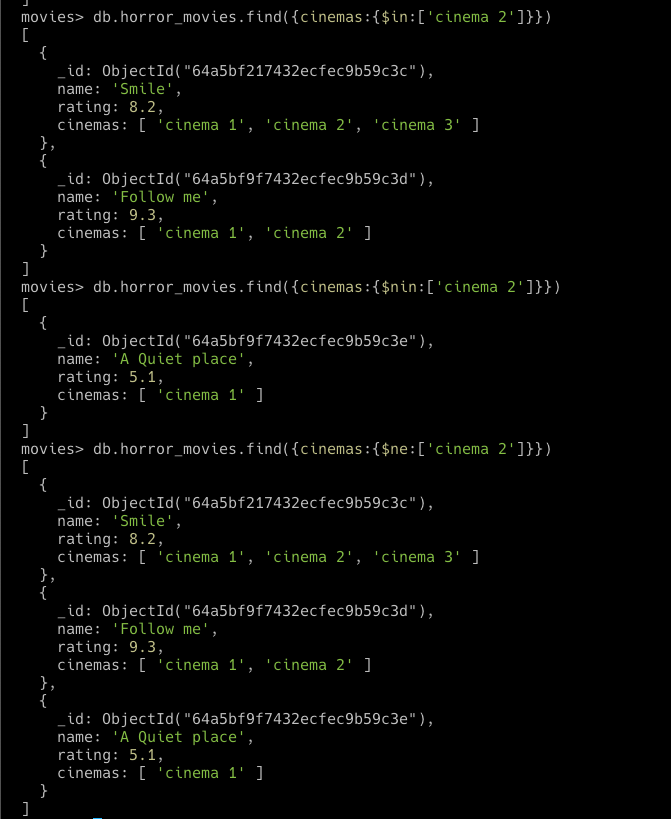 ]
movies> db.horror_movies.find({cinemas:{$in:['cinema 2']}})
[
  {
    _id: ObjectId("64a5bf217432ecfec9b59c3c"),
    name: 'Smile',
    rating: 8.2,
    cinemas: [ 'cinema 1', 'cinema 2', 'cinema 3' ]
  },
  {
    _id: ObjectId("64a5bf9f7432ecfec9b59c3d"),
    name: 'Follow me',
    rating: 9.3,
    cinemas: [ 'cinema 1', 'cinema 2' ]
  }
]
movies> db.horror_movies.find({cinemas:{$nin:['cinema 2']}})
[
  {
    _id: ObjectId("64a5bf9f7432ecfec9b59c3e"),
    name: 'A Quiet place',
    rating: 5.1,
    cinemas: [ 'cinema 1' ]
  }
]
movies> db.horror_movies.find({cinemas:{$ne:['cinema 2']}})
[
  {
    _id: ObjectId("64a5bf217432ecfec9b59c3c"),
    name: 'Smile',
    rating: 8.2,
    cinemas: [ 'cinema 1', 'cinema 2', 'cinema 3' ]
  },
  {
    _id: ObjectId("64a5bf9f7432ecfec9b59c3d"),
    name: 'Follow me',
    rating: 9.3,
    cinemas: [ 'cinema 1', 'cinema 2' ]
  },
  {
    _id: ObjectId("64a5bf9f7432ecfec9b59c3e"),
    name: 'A Quiet place',
    rating: 5.1,
    cinemas: [ 'cinema 1' ]
  }
]